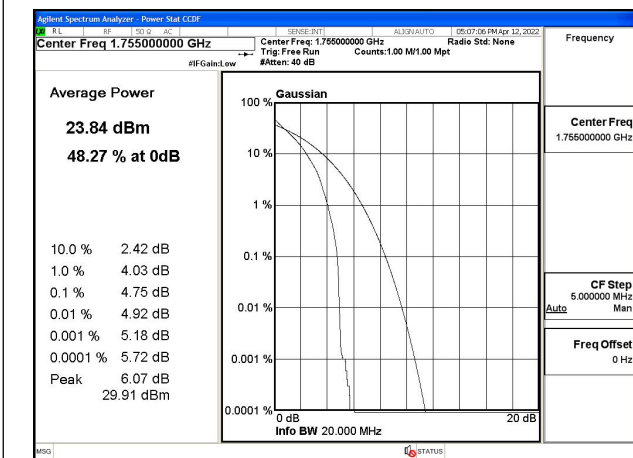 Agilent Spectrum Analyzer - Power Stat CCDF
RL RF 50 Ω AC SENSE:INT ALIGNAUTO 05:07:06 PM Apr 12, 2022
Center Freq 1.755000000 GHz
Center Freq: 1.755000000 GHz Radio Std: None
Trig: Free Run Counts:1.00 M/1.00 Mpt
#IFGain:Low #Atten: 40 dB
Frequency
Average Power
23.84 dBm
48.27 % at 0dB
10.0 % 2.42 dB
1.0 % 4.03 dB
0.1 % 4.75 dB
0.01 % 4.92 dB
0.001 % 5.18 dB
0.0001 % 5.72 dB
Peak 6.07 dB
29.91 dBm
Gaussian
100 %
10 %
1 %
0.1 %
0.01 %
0.001 %
0.0001 %
0 dB 20 dB
Info BW 20.000 MHz
Center Freq
1.755000000 GHz
CF Step
5.000000 MHz
Auto Man
Freq Offset
0 Hz
MSG STATUS